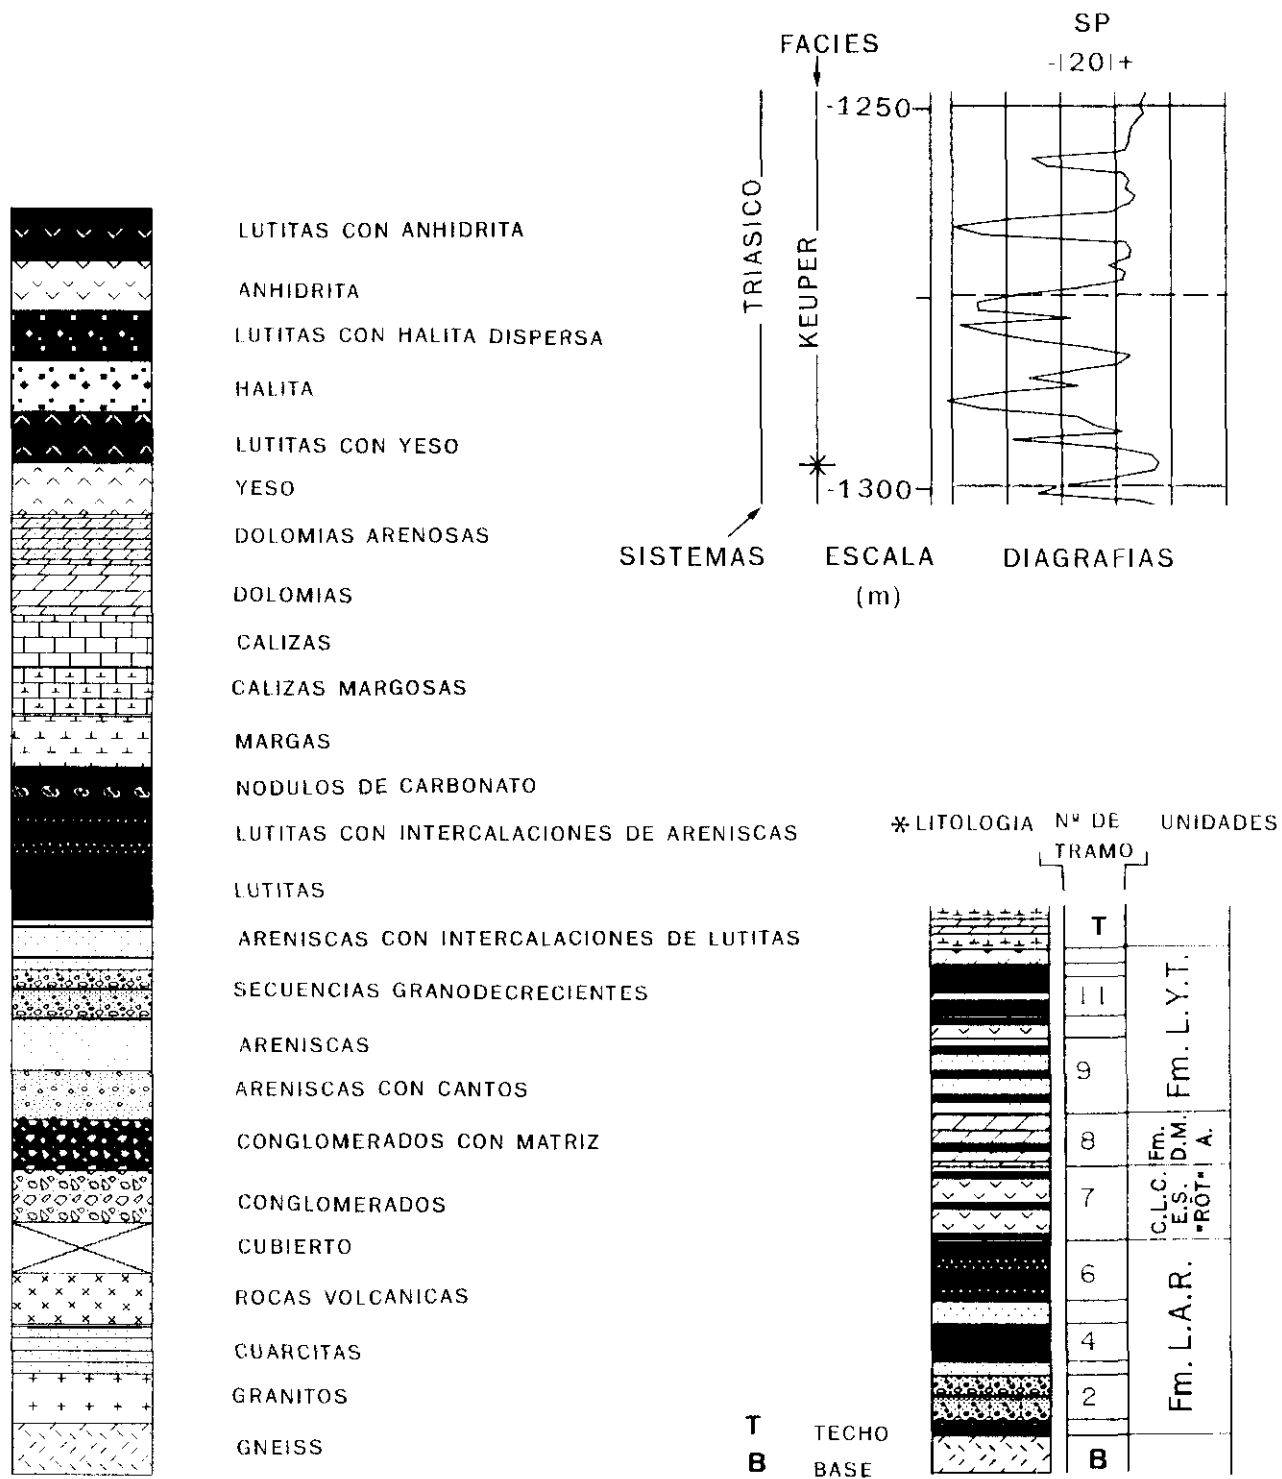 SP
FACIES
-|20|+
-1250
TRIASICO
KEUPER
-1300
SISTEMAS ESCALA DIAGRAFIAS
(m)
LUTITAS CON ANHIDRITA
ANHIDRITA
LUTITAS CON HALITA DISPERSA
HALITA
LUTITAS CON YESO
YESO
DOLOMIAS ARENOSAS
DOLOMIAS
CALIZAS
CALIZAS MARGOSAS
MARGAS
NODULOS DE CARBONATO
LUTITAS CON INTERCALACIONES DE ARENISCAS
LUTITAS
ARENISCAS CON INTERCALACIONES DE LUTITAS
SECUENCIAS GRANODECRECIENTES
ARENISCAS
ARENISCAS CON CANTOS
CONGLOMERADOS CON MATRIZ
CONGLOMERADOS
CUBIERTO
ROCAS VOLCANICAS
CUARCITAS
GRANITOS
GNEISS
* LITOLOGIA Nº DE UNIDADES
TRAMO
T
11
9
8
7
6
4
2
B
Fm. L.Y.T.
Fm.
D.M.
A.
C.L.C.
E.S.
"ROT"
Fm. L.A.R.
T TECHO
B BASE